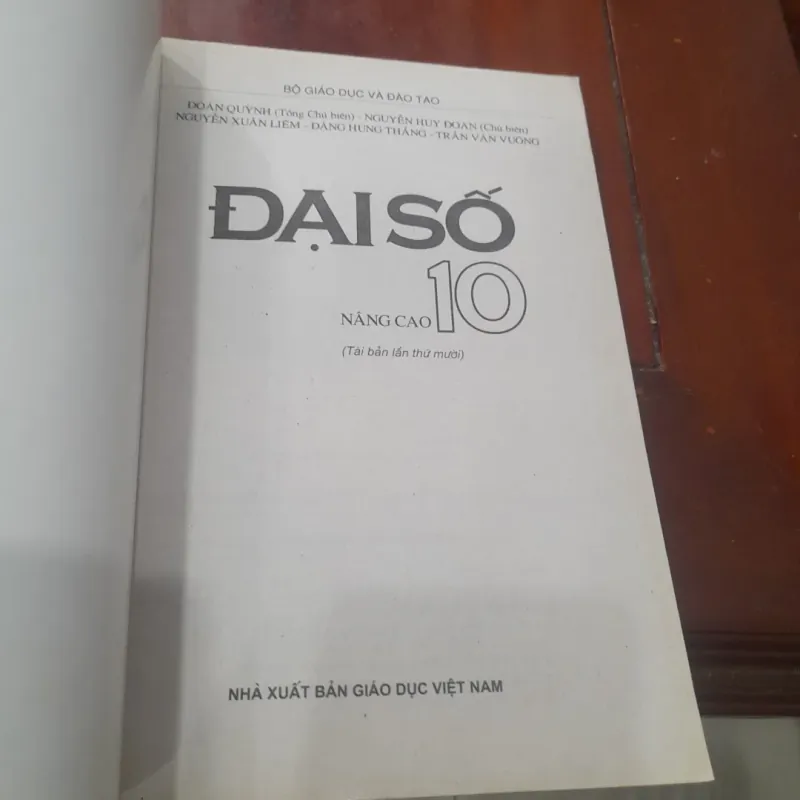 BỘ GIÁO DỤC VÀ ĐÀO TẠO
ĐOÀN QUỲNH (Tổng Chủ biên) - NGUYỄN HUY ĐOAN (Chủ biên)
NGUYỄN XUÂN LIÊM - ĐẶNG HÙNG THẮNG - TRẦN VĂN VUÔNG
ĐẠI SỐ
10
NÂNG CAO
(Tái bản lần thứ mười)
NHÀ XUẤT BẢN GIÁO DỤC VIỆT NAM